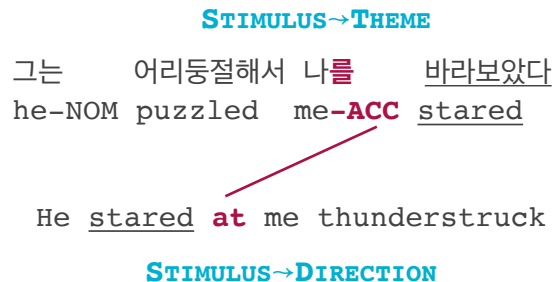 STIMULUS→THEME
그는 어리둥절해서 나를 바라보았다
he-NOM puzzled me-ACC stared
He stared at me thunderstruck
STIMULUS→DIRECTION